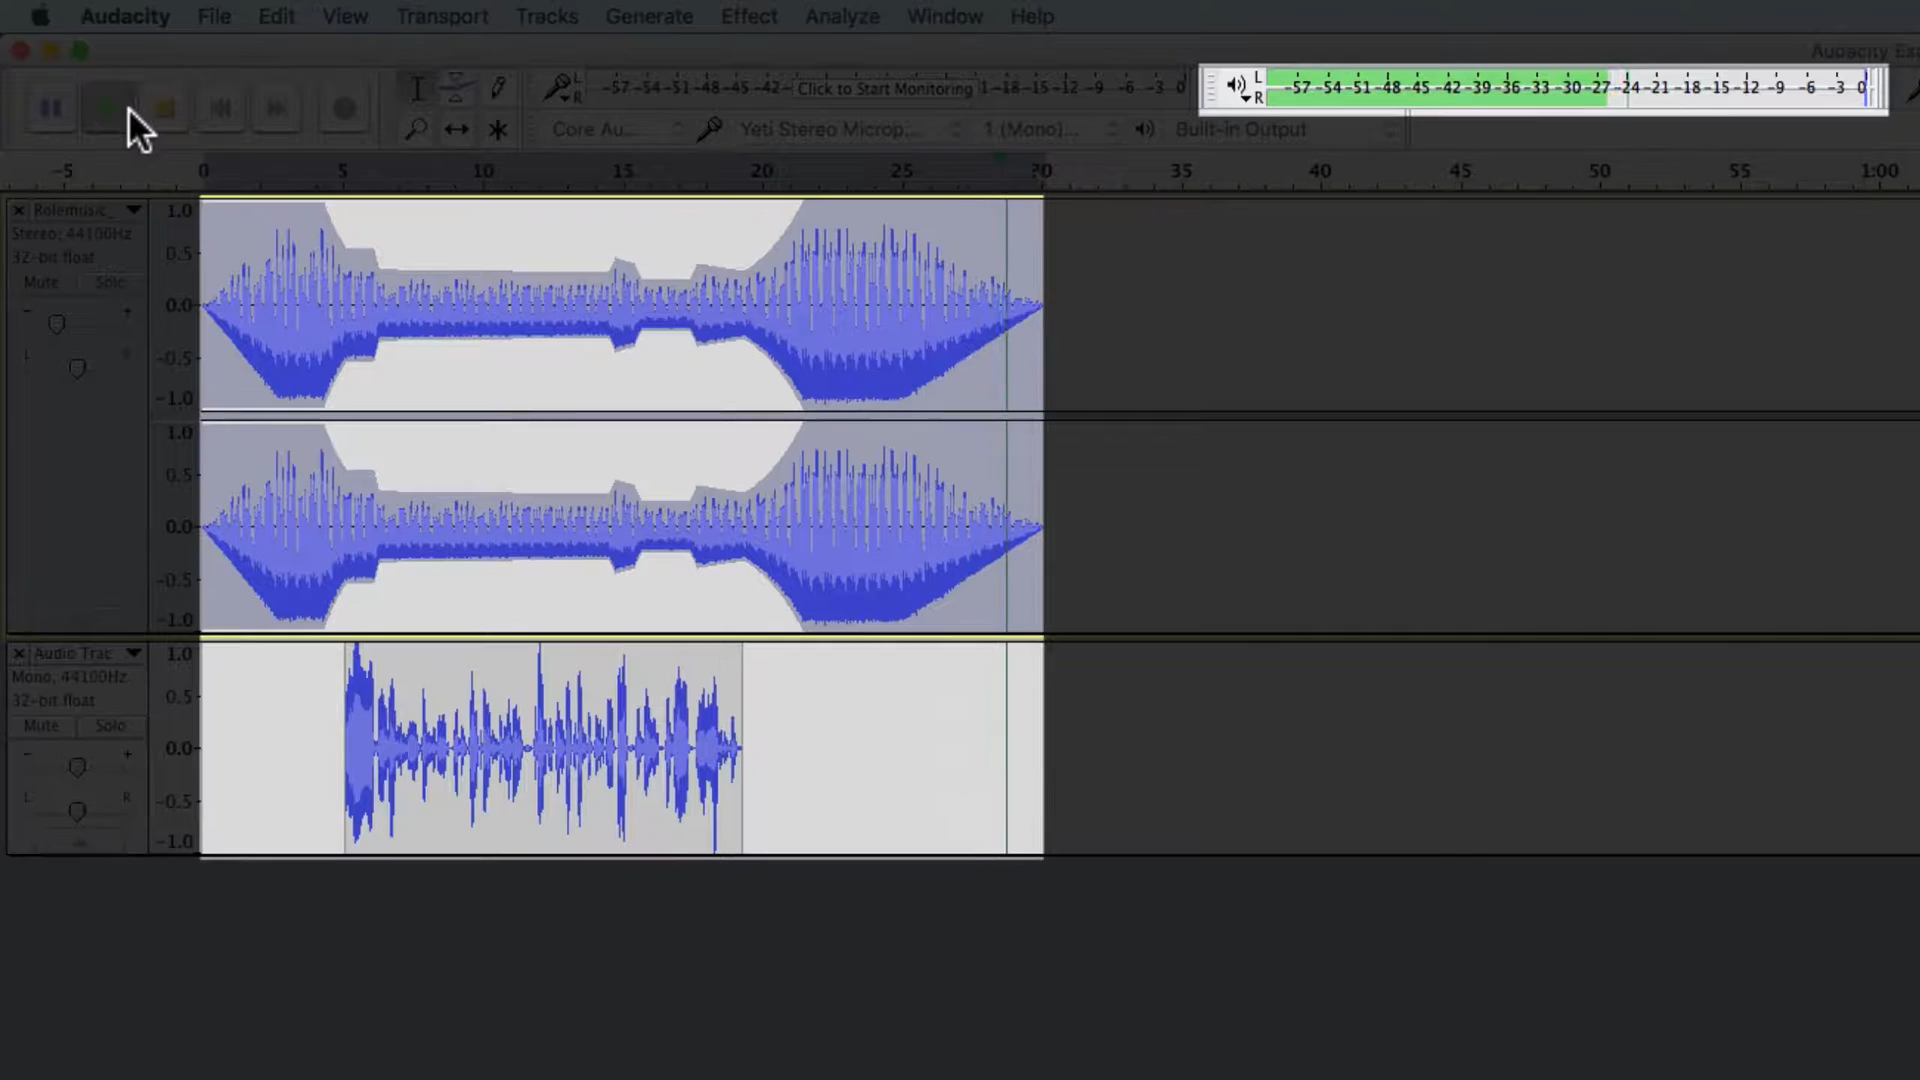 Audacity File Edit View Transport Tracks Generate Effect Analyze Window Help
Audacity Ex
L R -57 -54 -51 -48 -45 -42 Click to Start Monitoring -18 -15 -12 -9 -6 -3 0
L R -57 -54 -51 -48 -45 -42 -39 -36 -33 -30 -27 -24 -21 -18 -15 -12 -9 -6 -3 0
Core Au... Yeti Stereo Microp... 1 (Mono)... Built-in Output
-5 0 5 10 15 20 25 30 35 40 45 50 55 1:00
Rolemusic_
Stereo, 44100Hz
32-bit float
Mute Solo
- +
L
1.0
0.5
0.0
-0.5
-1.0
1.0
0.5
0.0
-0.5
-1.0
Audio Trac
Mono, 44100Hz
32-bit float
Mute Solo
- +
L R
1.0
0.5
0.0
-0.5
-1.0